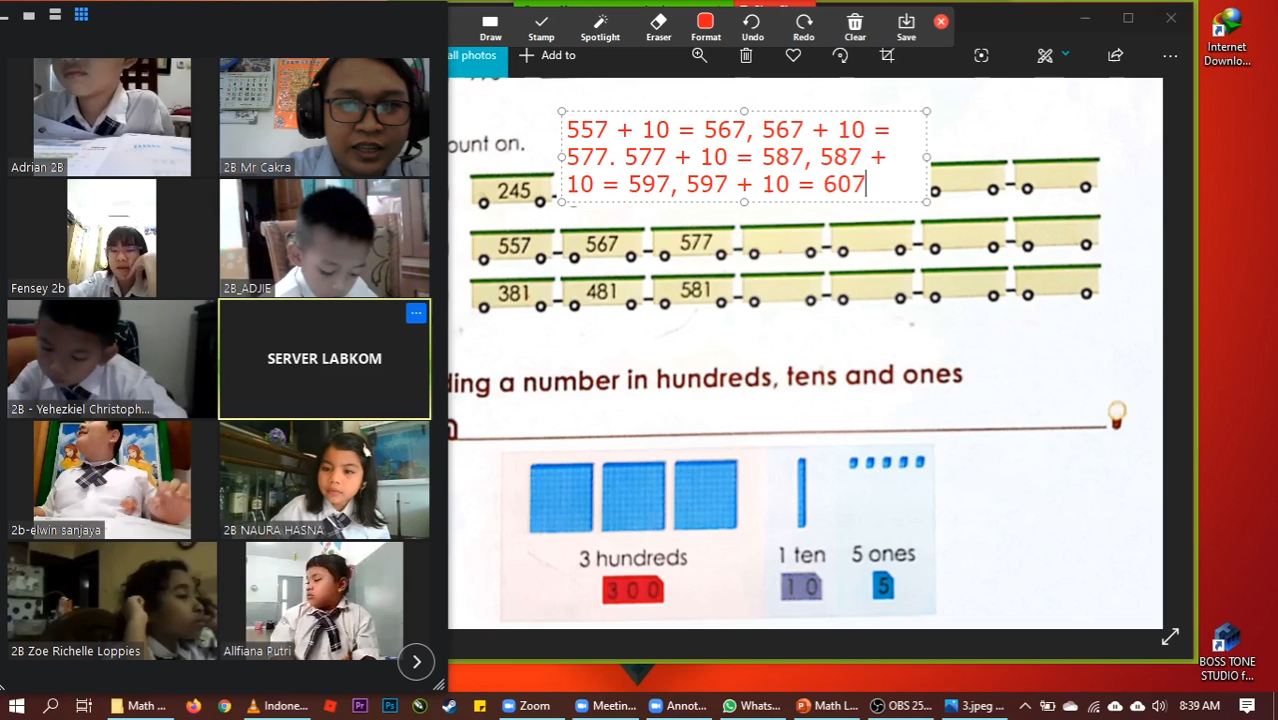 Draw
Stamp
Spotlight
Eraser
Format
Undo
Redo
Clear
Save
all photos
Add to
Internet
Downlo...
Adrian 2B
2B Mr Cakra
Fensey 2b
2B_ADJIE
2B - Yehezkiel Christoph...
SERVER LABKOM
2b-elwin sanjaya
2B NAURA HASNA
2B Zoe Richelle Loppies
Allfiana Putri
557 + 10 = 567, 567 + 10 =
577. 577 + 10 = 587, 587 +
10 = 597, 597 + 10 = 607
ount on.
245
557 567 577
381 481 581
ding a number in hundreds, tens and ones
3 hundreds
300
1 ten
10
5 ones
5
BOSS TONE
STUDIO f...
Math ...
Indone...
Zoom
Meetin...
Annot...
Whats...
Math L...
OBS 25...
3.jpeg ...
8:39 AM